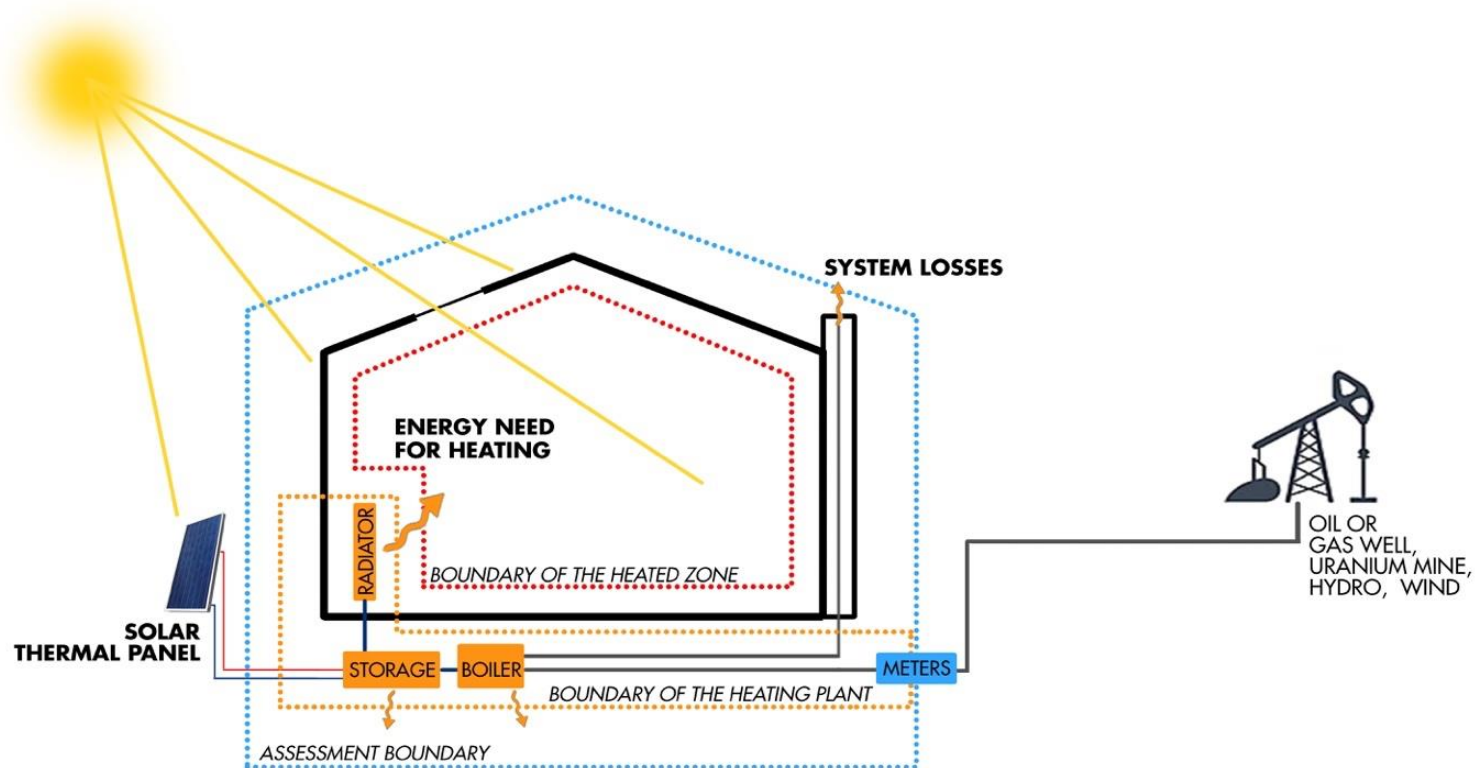 SYSTEM LOSSES
ENERGY NEED
FOR HEATING
RADIATOR
BOUNDARY OF THE HEATED ZONE
OIL OR
GAS WELL,
URANIUM MINE,
HYDRO, WIND
SOLAR
THERMAL PANEL
STORAGE
BOILER
METERS
BOUNDARY OF THE HEATING PLANT
ASSESSMENT BOUNDARY